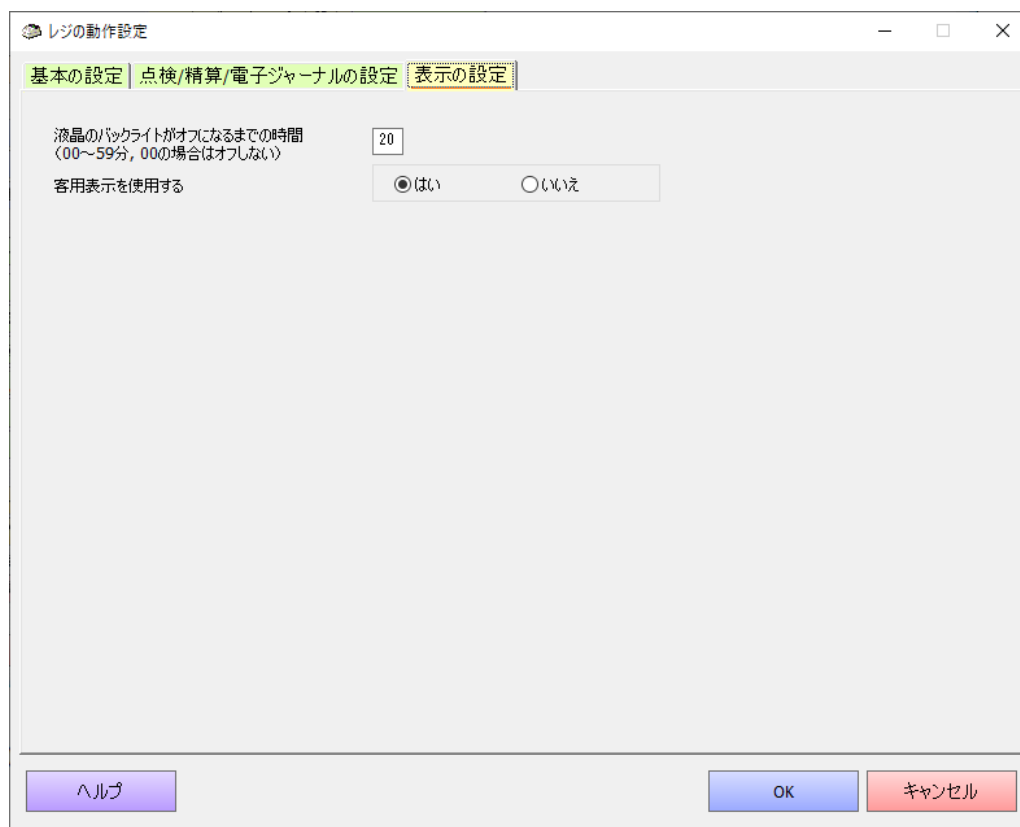 レジの動作設定
基本の設定 点検/精算/電子ジャーナルの設定 表示の設定
液晶のバックライトがオフになるまでの時間
(00～59分, 00の場合はオフしない)
20
客用表示を使用する はい いいえ
ヘルプ OK キャンセル